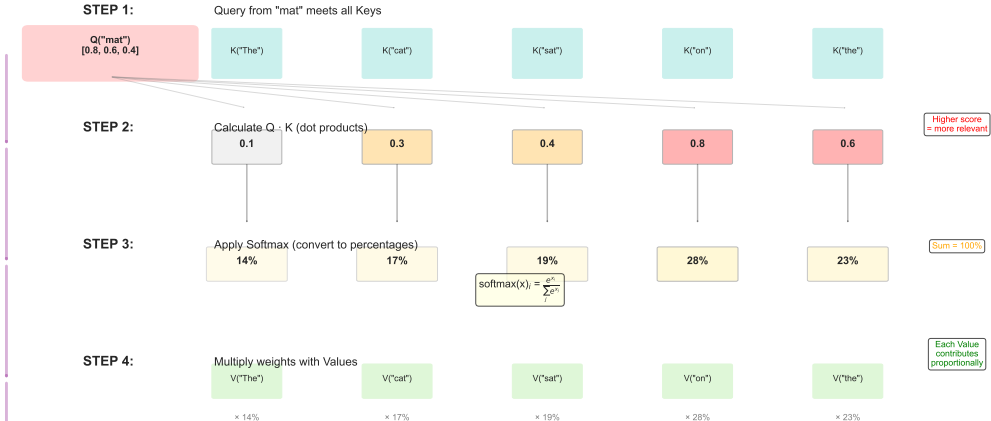 STEP 1:
Query from "mat" meets all Keys
Q("mat")
[0.8, 0.6, 0.4]
K("The")
K("cat")
K("sat")
K("on")
K("the")
STEP 2:
Calculate Q · K (dot products)
Higher score
= more relevant
0.1
0.3
0.4
0.8
0.6
STEP 3:
Apply Softmax (convert to percentages)
Sum = 100%
14%
17%
19%
28%
23%
softmax(x)ᵢ = e^{xᵢ} / ∑ᵢ e^{xᵢ}
STEP 4:
Multiply weights with Values
Each Value
contributes
proportionally
V("The")
V("cat")
V("sat")
V("on")
V("the")
× 14%
× 17%
× 19%
× 28%
× 23%